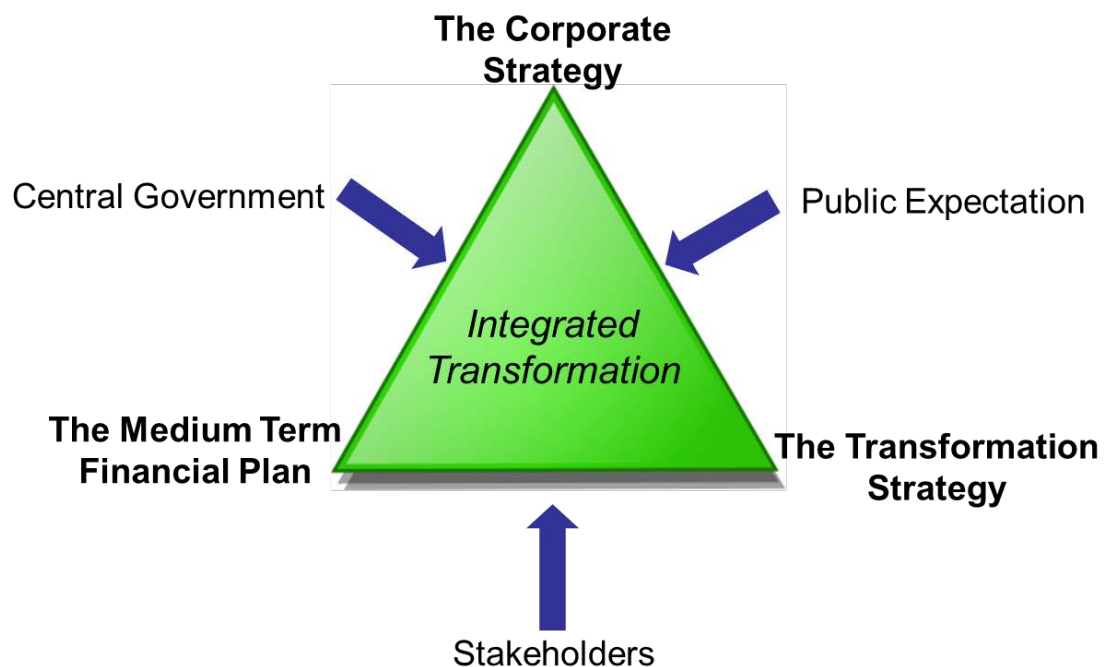 The Corporate
Strategy
Central Government
Public Expectation
Integrated
Transformation
The Medium Term
Financial Plan
The Transformation
Strategy
Stakeholders